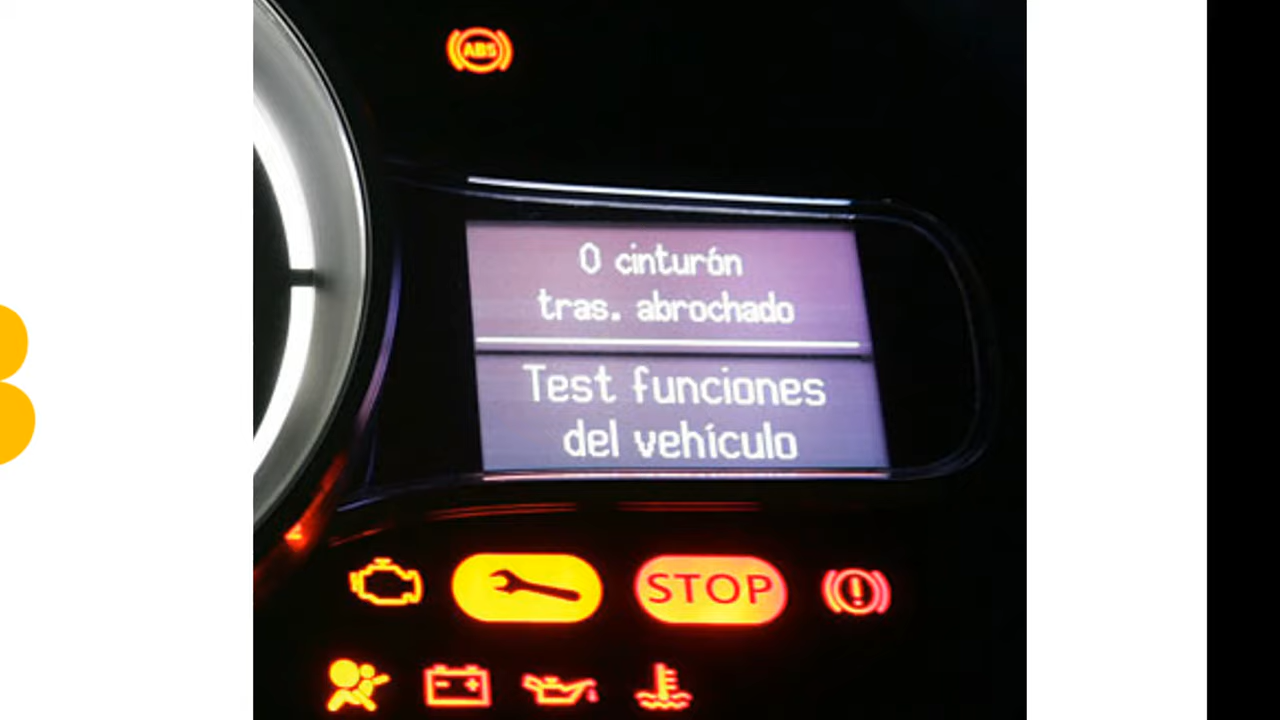 ABS
0 cinturón
tras. abrochado
Test funciones
del vehículo
STOP